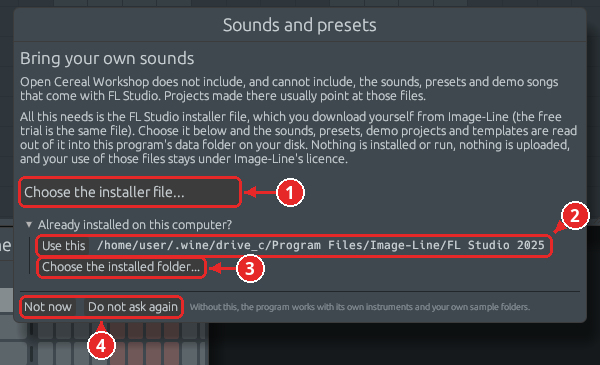 Sounds and presets
Bring your own sounds
Open Cereal Workshop does not include, and cannot include, the sounds, presets and demo songs
that come with FL Studio. Projects made there usually point at those files.
All this needs is the FL Studio installer file, which you download yourself from Image-Line (the free
trial is the same file). Choose it below and the sounds, presets, demo projects and templates are read
out of it into this program's data folder on your disk. Nothing is installed or run, nothing is uploaded,
and your use of those files stays under Image-Line's licence.
Choose the installer file...
1
▼ Already installed on this computer?
2
Use this /home/user/.wine/drive_c/Program Files/Image-Line/FL Studio 2025
Choose the installed folder...
3
Not now Do not ask again Without this, the program works with its own instruments and your own sample folders.
4